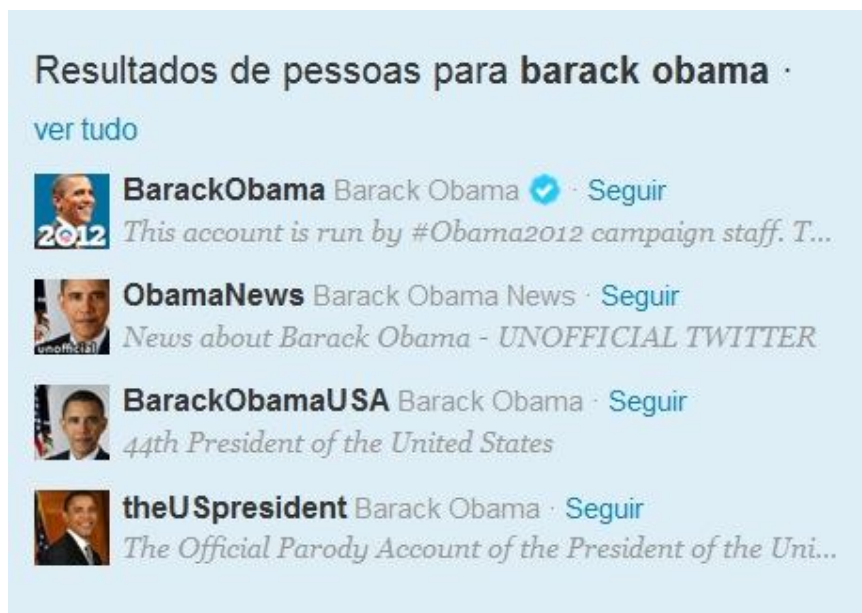 Resultados de pessoas para barack obama ·
ver tudo
BarackObama Barack Obama · Seguir
2012
This account is run by #Obama2012 campaign staff. T...
ObamaNews Barack Obama News · Seguir
unofficial
News about Barack Obama - UNOFFICIAL TWITTER
BarackObamaUSA Barack Obama · Seguir
44th President of the United States
theUSpresident Barack Obama · Seguir
The Official Parody Account of the President of the Uni...